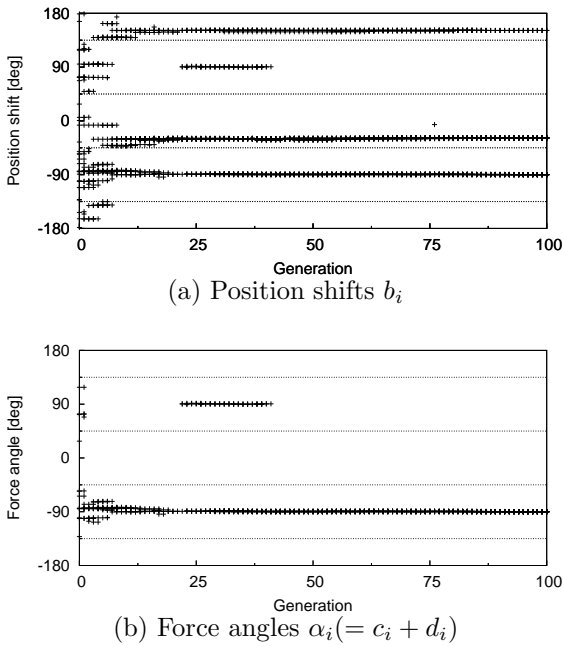 180
90
0
-90
-180
Position shift [deg]
0 25 50 75 100
Generation
(a) Position shifts b_i
180
90
0
-90
-180
Force angle [deg]
0 25 50 75 100
Generation
(b) Force angles α_i(= c_i + d_i)